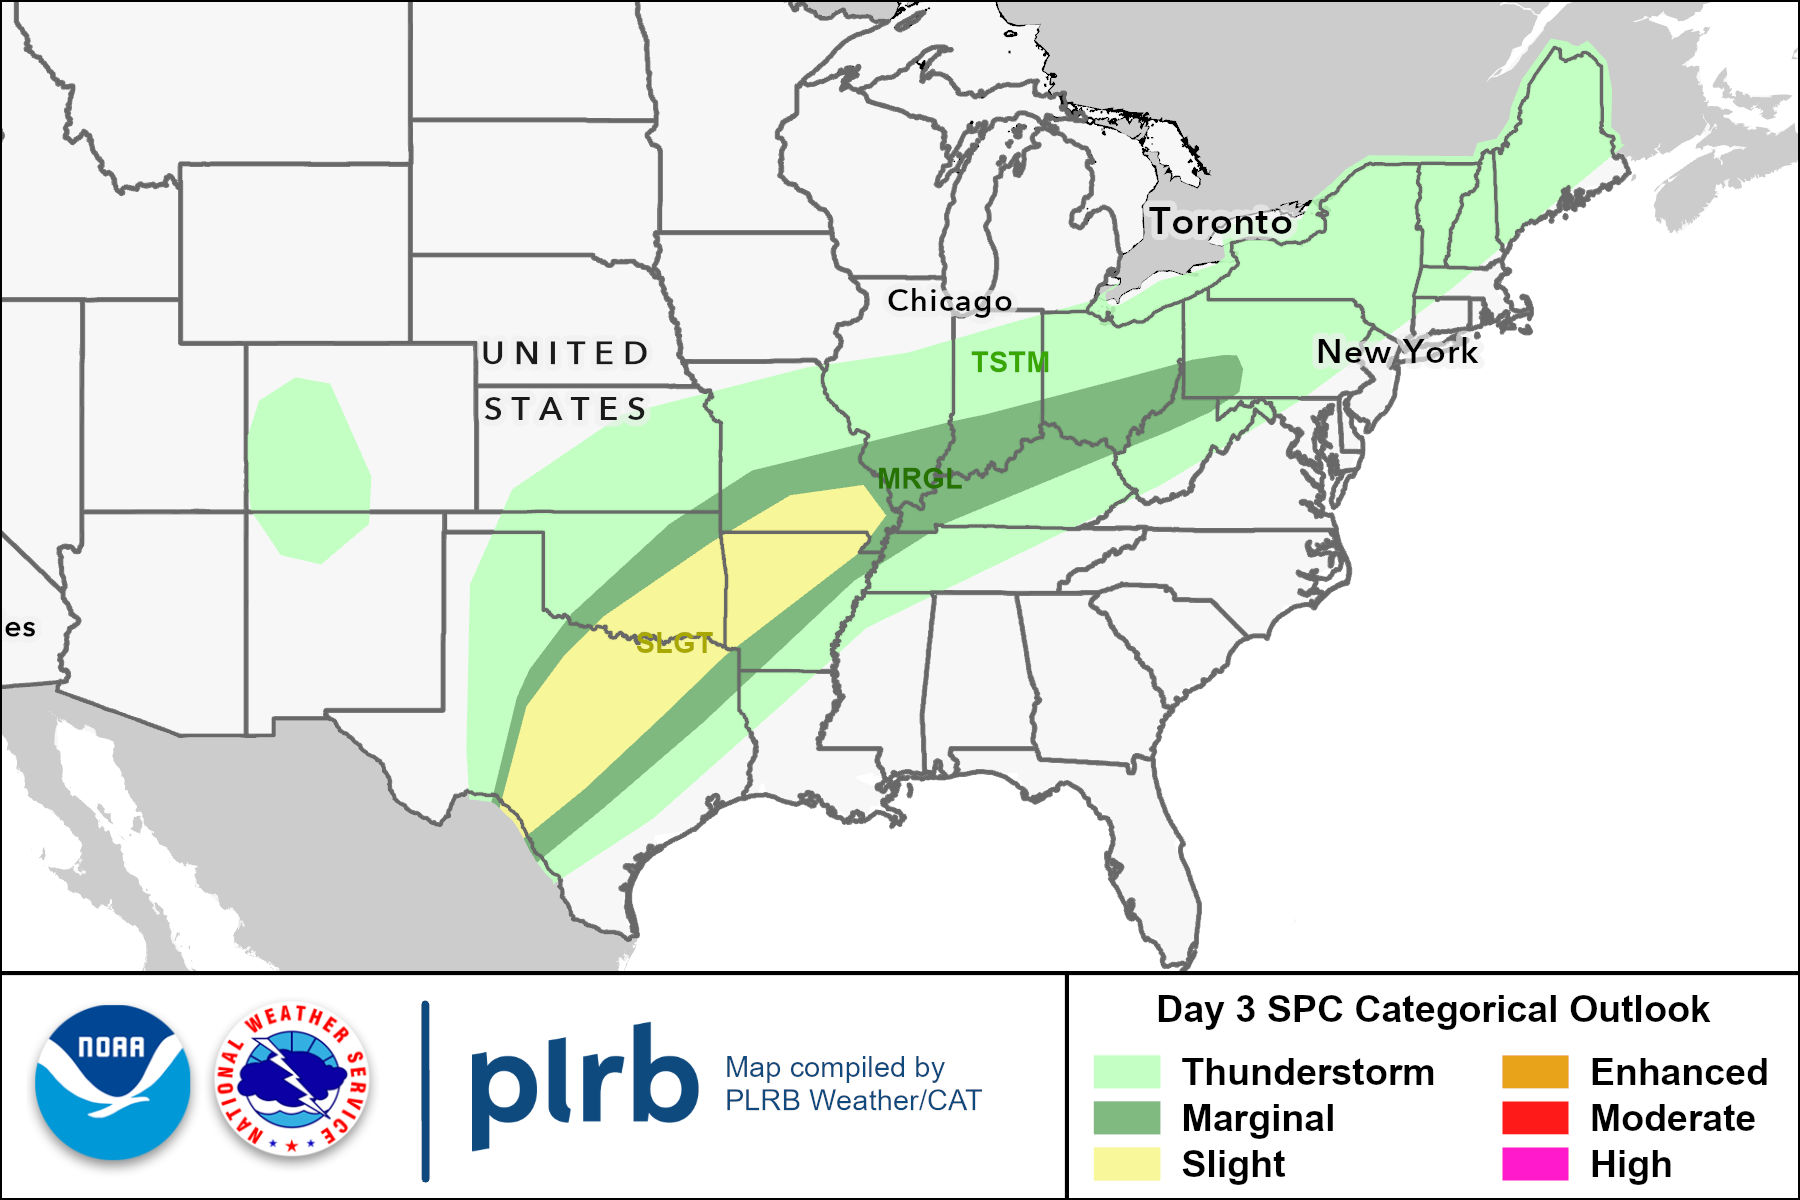 Toronto
Chicago
UNITED
STATES
TSTM
New York
MRGL
es
SLGT
NOAA
NATIONAL WEATHER SERVICE
plrb
Map compiled by
PLRB Weather/CAT
Day 3 SPC Categorical Outlook
Thunderstorm
Marginal
Slight
Enhanced
Moderate
High